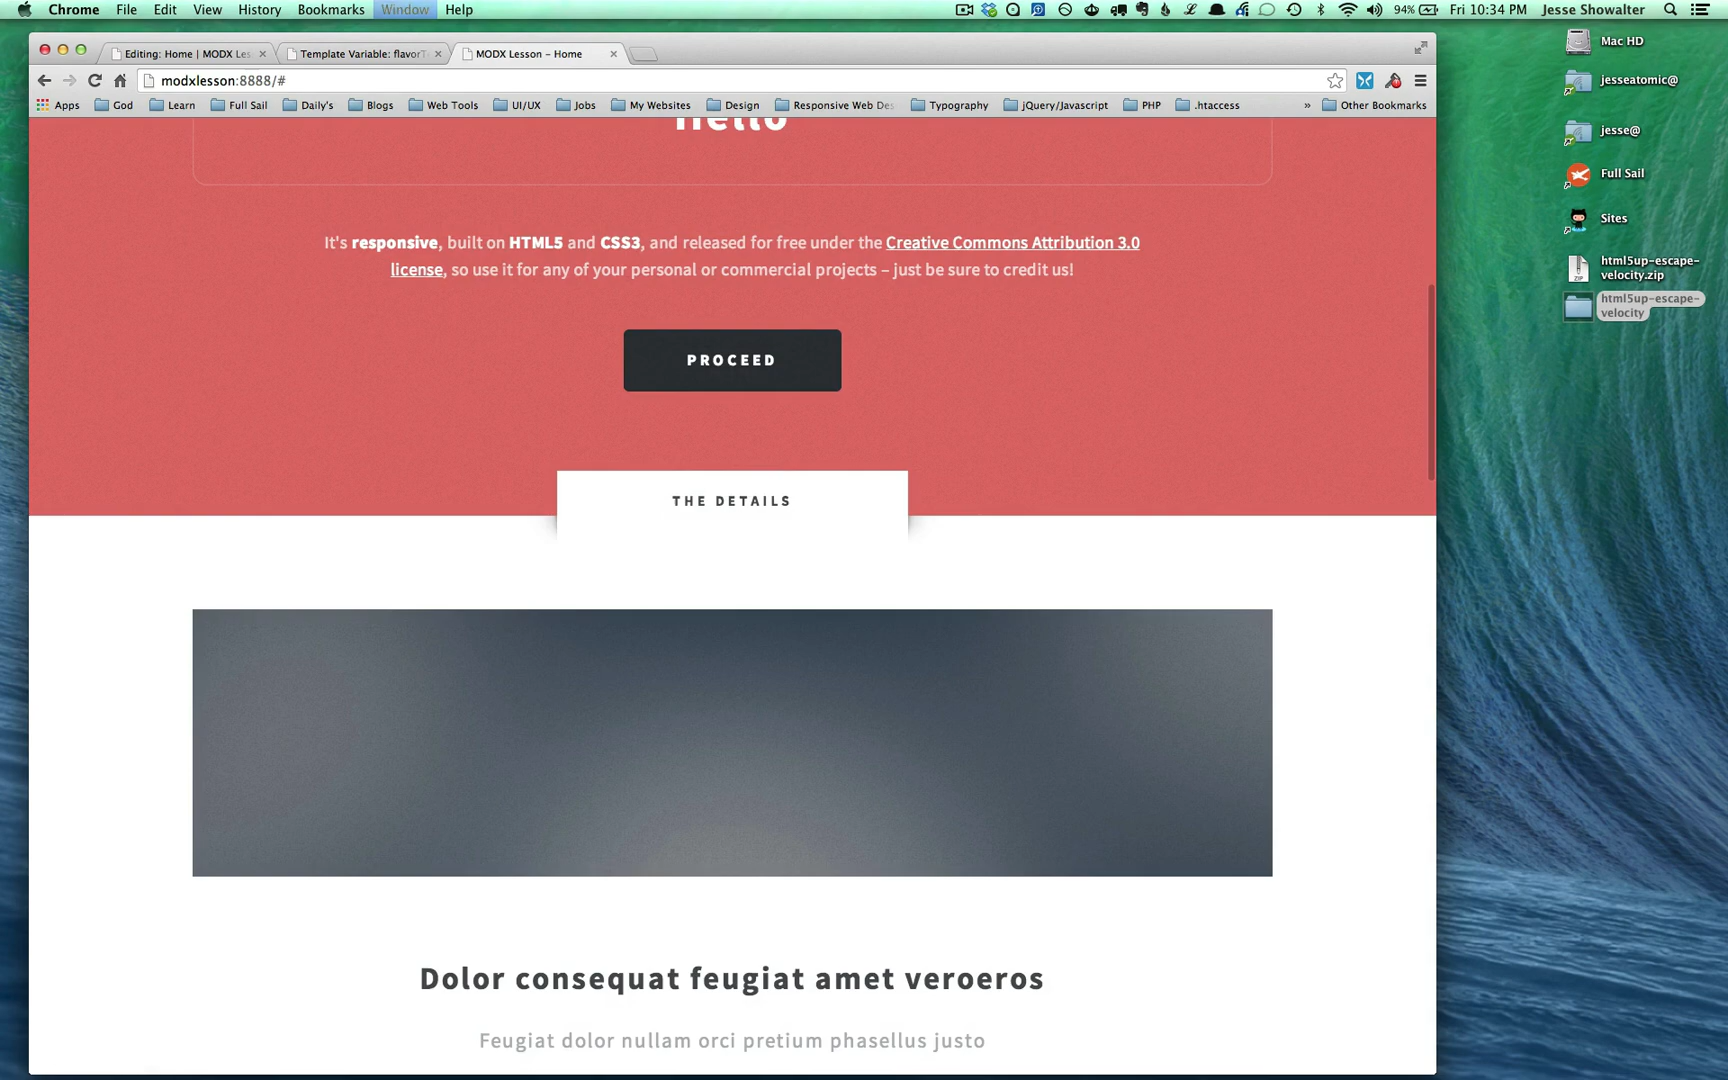 Chrome File Edit View History Bookmarks Window Help
94% Fri 10:34 PM Jesse Showalter
Editing: Home | MODX Les
Template Variable: flavorT
MODX Lesson – Home
modxlesson:8888/#
Apps God Learn Full Sail Daily's Blogs Web Tools UI/UX Jobs My Websites Design Responsive Web De Typography jQuery/Javascript PHP .htaccess » Other Bookmarks
hello
It's responsive, built on HTML5 and CSS3, and released for free under the Creative Commons Attribution 3.0
license, so use it for any of your personal or commercial projects – just be sure to credit us!
PROCEED
THE DETAILS
Dolor consequat feugiat amet veroeros
Feugiat dolor nullam orci pretium phasellus justo
Mac HD
jesseatomic@
jesse@
Full Sail
Sites
ZIP
html5up-escape-
velocity.zip
html5up-escape-
velocity